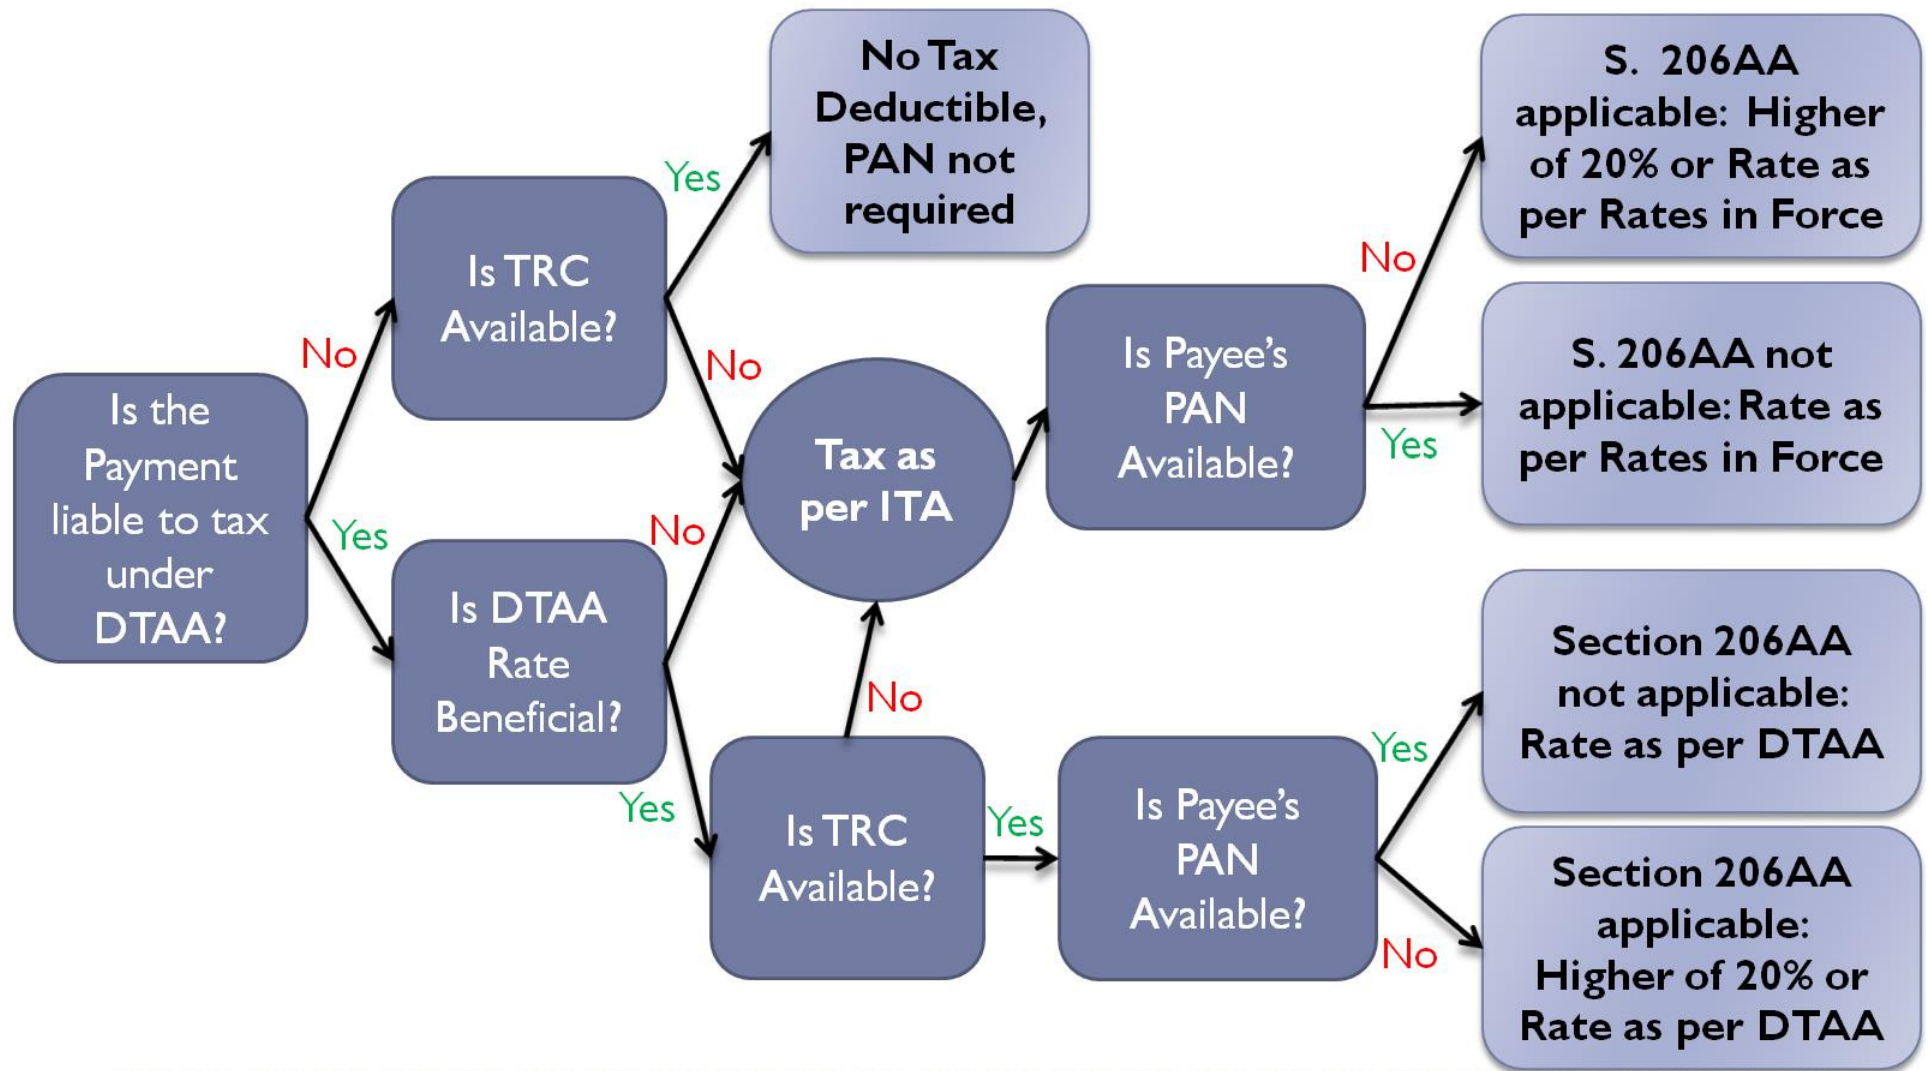 Is the
Payment
liable to tax
under
DTAA?
No
Yes
Is TRC
Available?
Yes
No
No Tax
Deductible,
PAN not
required
Is DTAA
Rate
Beneficial?
No
Yes
Tax as
per ITA
Is TRC
Available?
No
Yes
Is Payee’s
PAN
Available?
No
Yes
S. 206AA
applicable: Higher
of 20% or Rate as
per Rates in Force
S. 206AA not
applicable: Rate as
per Rates in Force
Is Payee’s
PAN
Available?
Yes
No
Section 206AA
not applicable:
Rate as per DTAA
Section 206AA
applicable:
Higher of 20% or
Rate as per DTAA